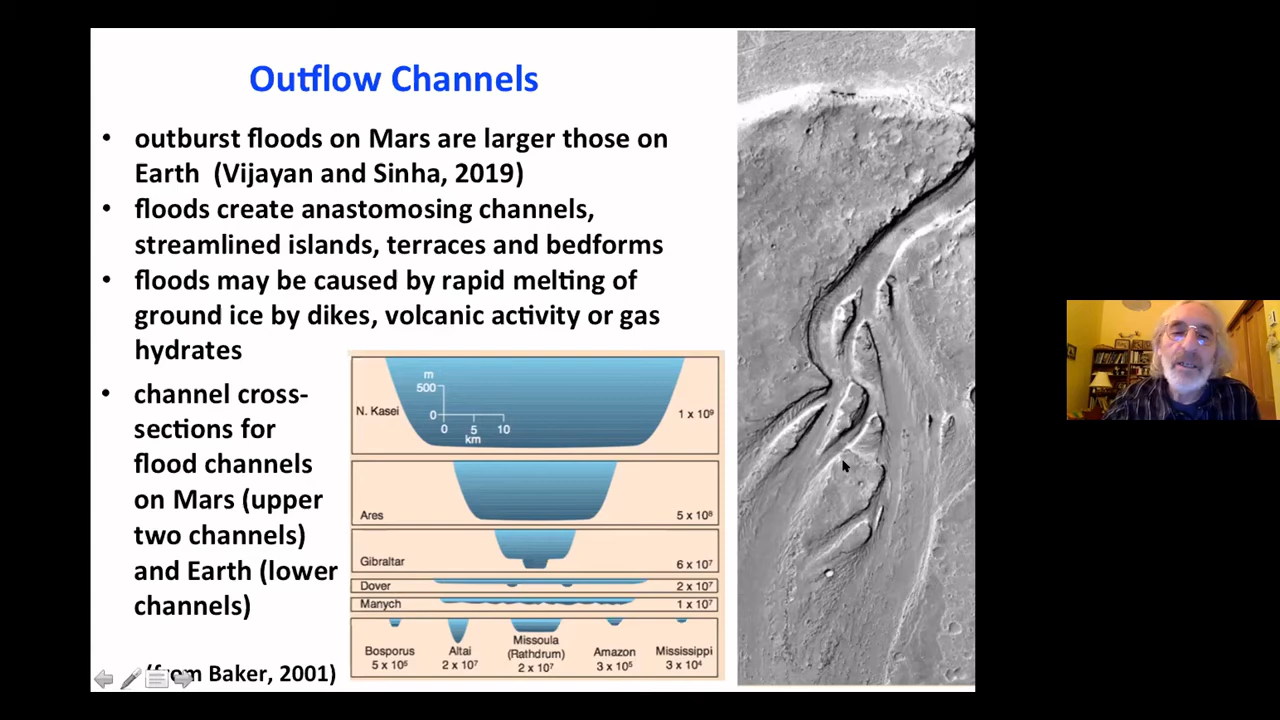 Outflow Channels
• outburst floods on Mars are larger those on
Earth (Vijayan and Sinha, 2019)
• floods create anastomosing channels,
streamlined islands, terraces and bedforms
• floods may be caused by rapid melting of
ground ice by dikes, volcanic activity or gas
hydrates
• channel cross-
sections for
flood channels
on Mars (upper
two channels)
and Earth (lower
channels)
(from Baker, 2001)
m
500
0
0 5 10
km
N. Kasei
1 x 10⁹
Ares
5 x 10⁸
Gibraltar
6 x 10⁷
Dover
2 x 10⁷
Manych
1 x 10⁷
Bosporus
5 x 10⁶
Altai
2 x 10⁷
Missoula
(Rathdrum)
2 x 10⁷
Amazon
3 x 10⁵
Mississippi
3 x 10⁴